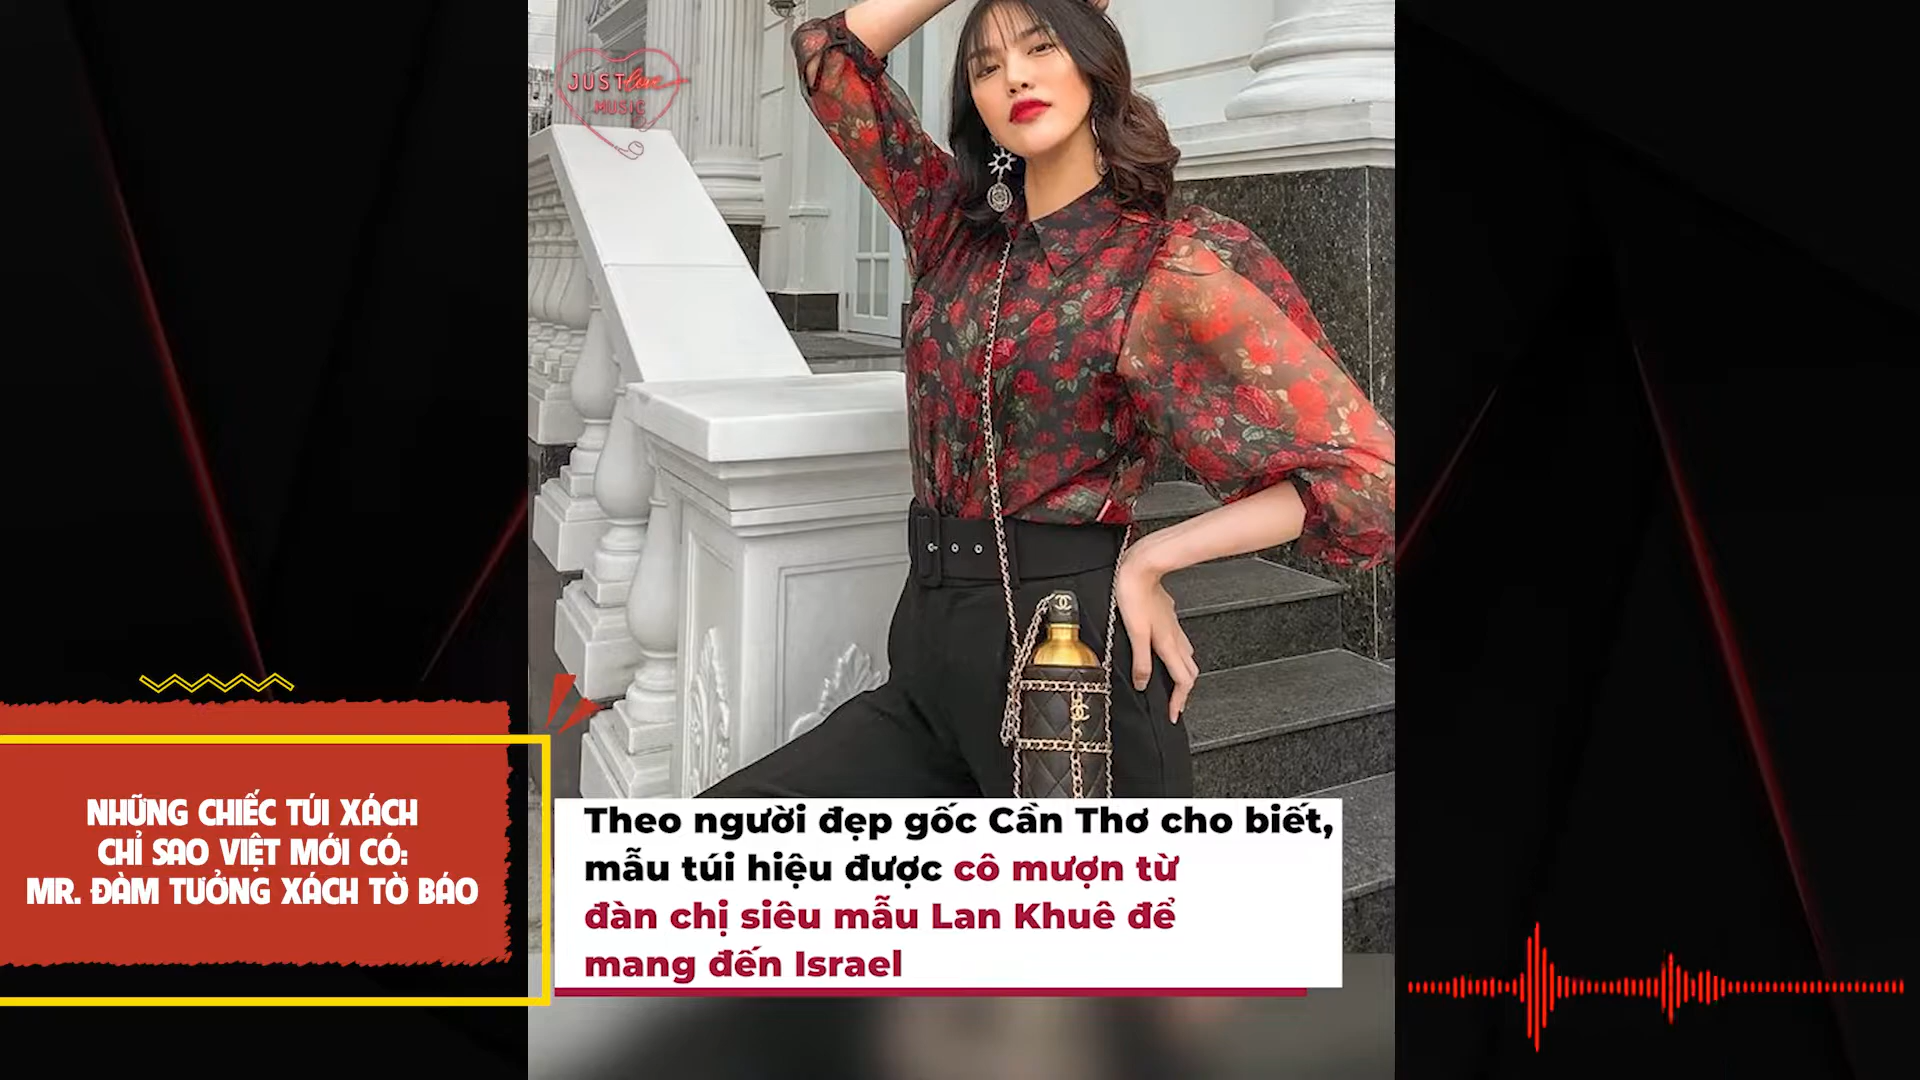 JUST love
MUSIC
NHỮNG CHIẾC TÚI XÁCH
CHỈ SAO VIỆT MỚI CÓ:
MR. ĐÀM TƯỞNG XÁCH TỜ BÁO
Theo người đẹp gốc Cần Thơ cho biết,
mẫu túi hiệu được cô mượn từ
đàn chị siêu mẫu Lan Khuê để
mang đến Israel